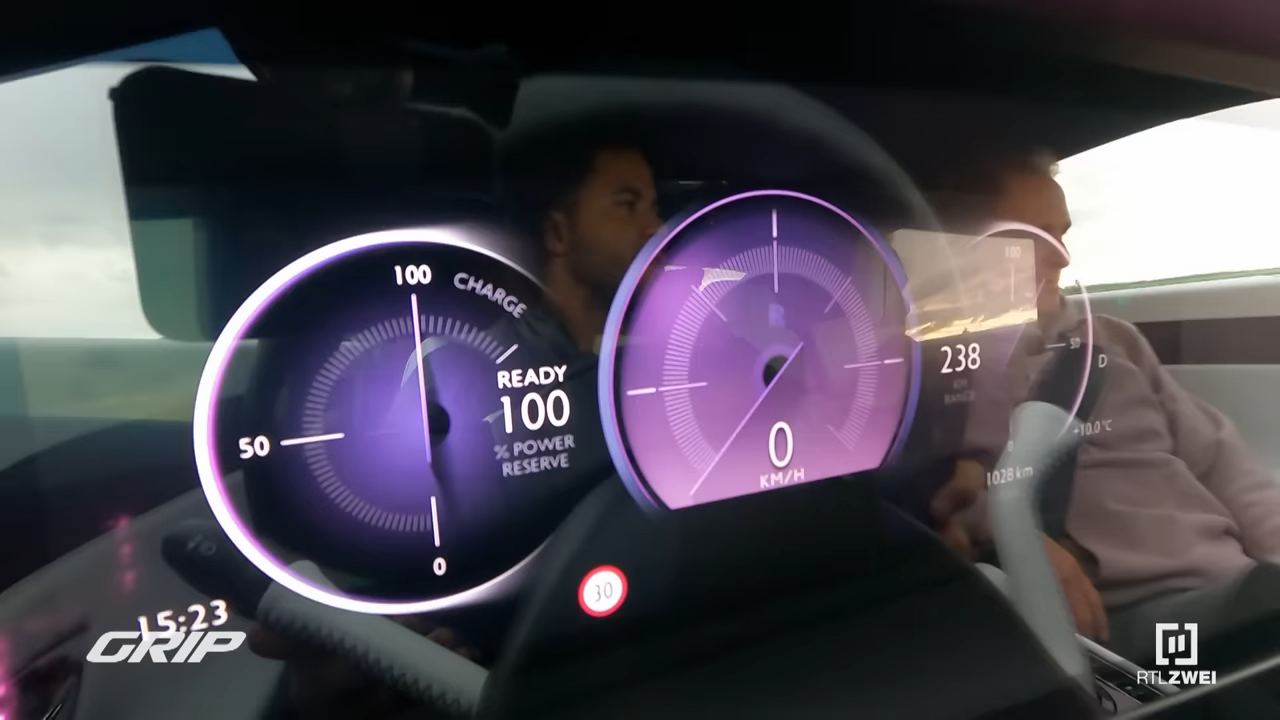 100
CHARGE
READY
100
% POWER
RESERVE
50
0
R
0
KM/H
238
KM
RANGE
100
50
0
D
+10.0°C
1028 km
30
15:23
GRIP
RTLZWEI